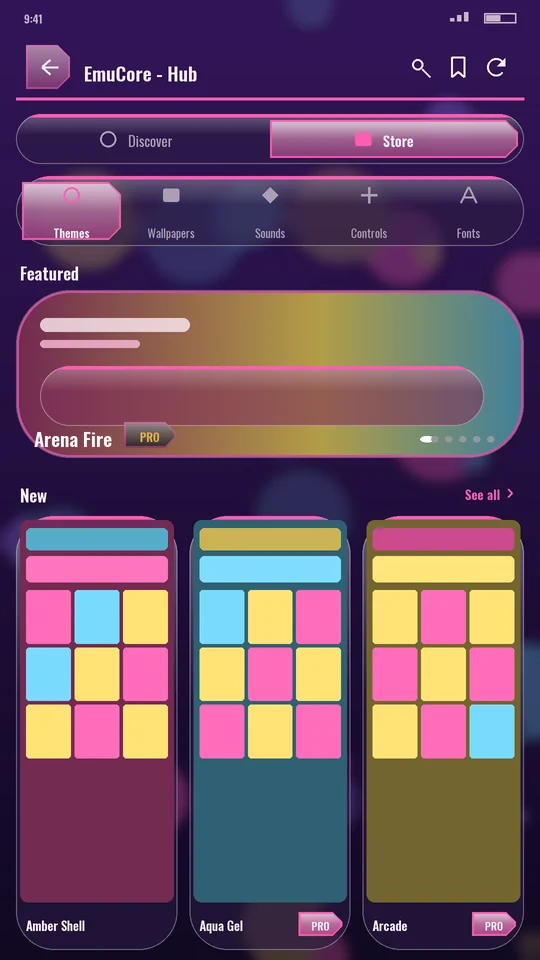 9:41
EmuCore - Hub
Discover
Store
Themes
Wallpapers
Sounds
Controls
Fonts
Featured
Arena Fire
PRO
New
See all
Amber Shell
Aqua Gel
PRO
Arcade
PRO